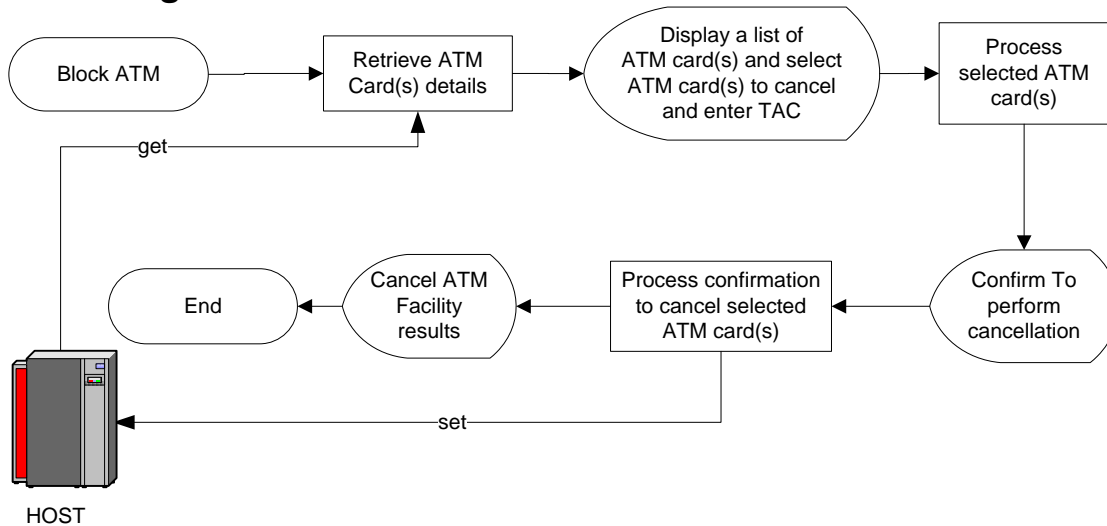 Block ATM
Retrieve ATM
Card(s) details
Display a list of
ATM card(s) and select
ATM card(s) to cancel
and enter TAC
Process
selected ATM
card(s)
get
End
Cancel ATM
Facility
results
Process confirmation
to cancel selected
ATM card(s)
Confirm To
perform
cancellation
set
HOST